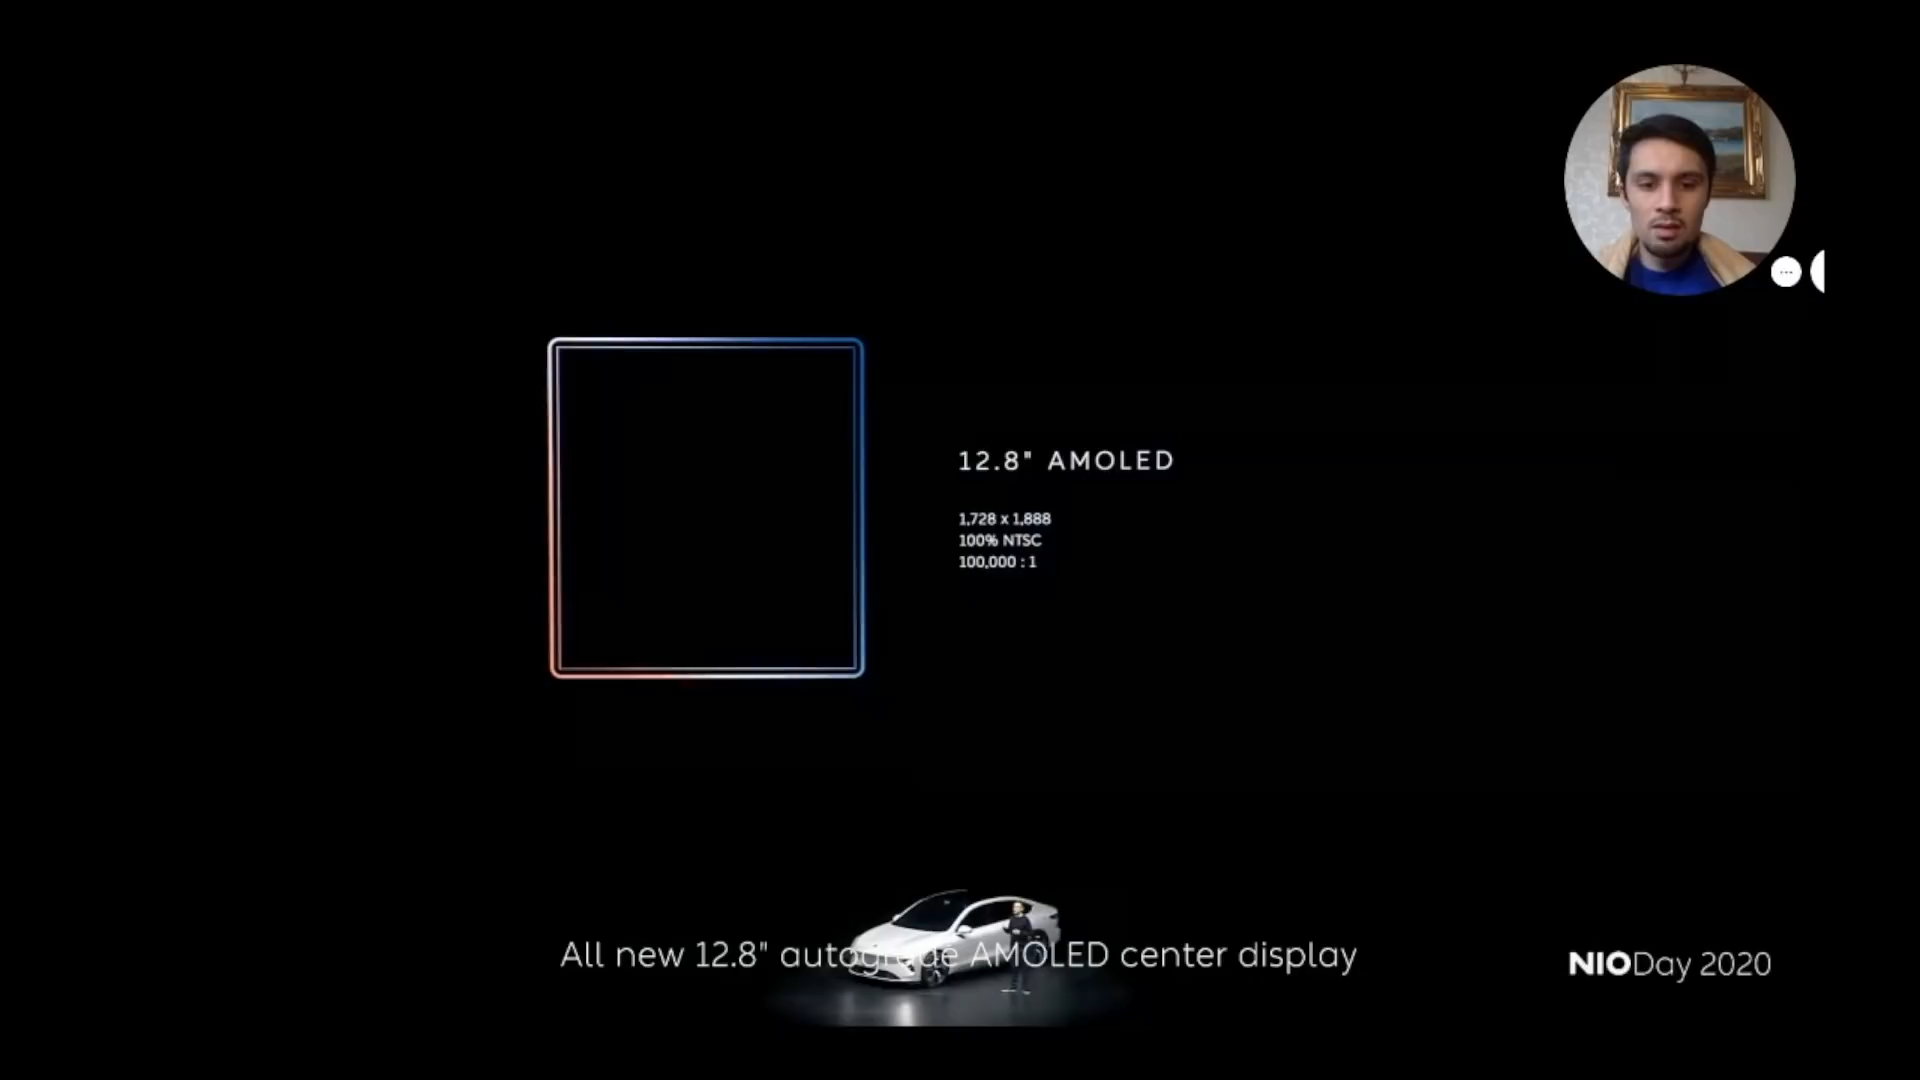 12.8" AMOLED
1,728 x 1,888
100% NTSC
100,000 : 1
All new 12.8" autograde AMOLED center display
NIODay 2020